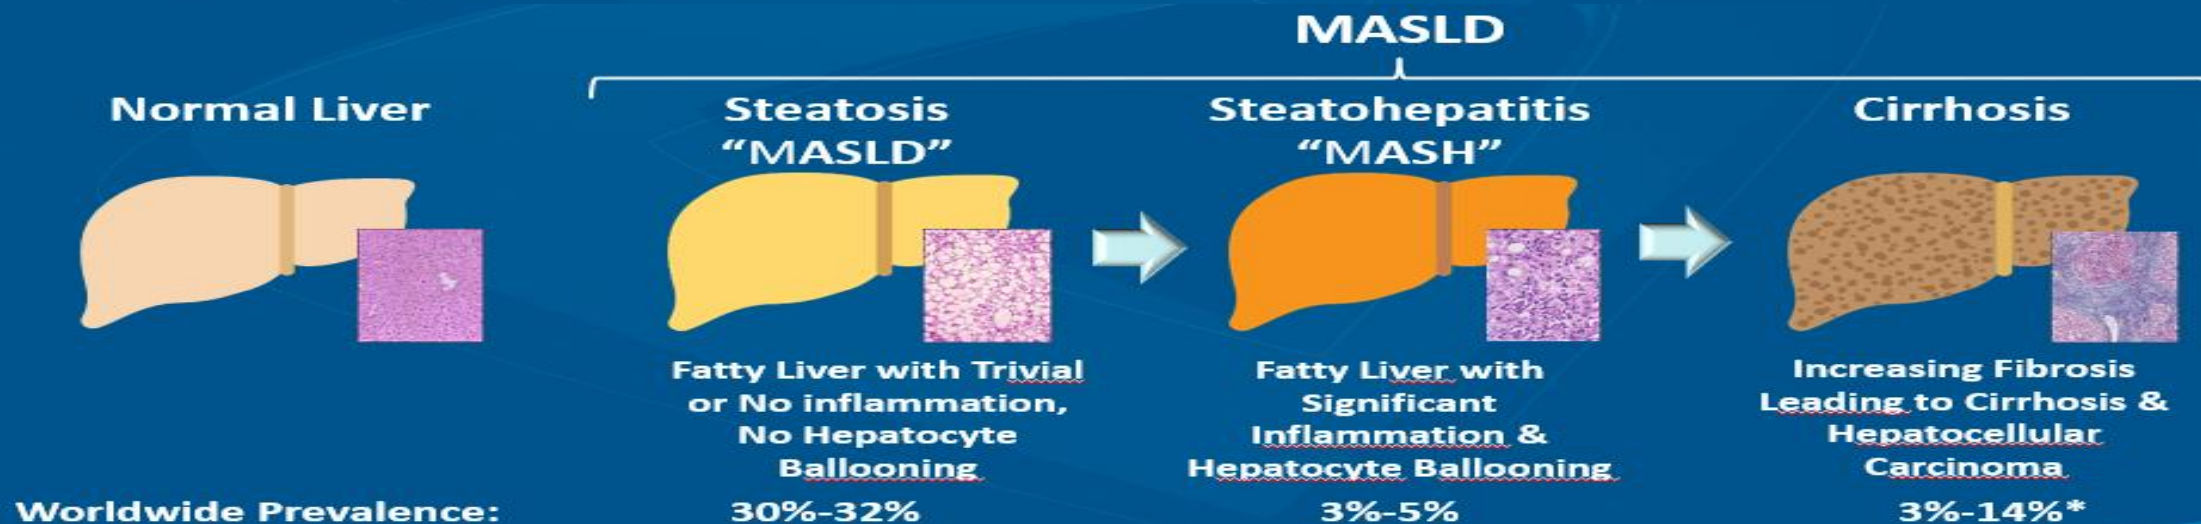 MASLD
Normal Liver
Steatosis
"MASLD"
Steatohepatitis
"MASH"
Cirrhosis
Fatty Liver with Trivial
or No inflammation,
No Hepatocyte
Ballooning
Fatty Liver with
Significant
Inflammation &
Hepatocyte Ballooning
Increasing Fibrosis
Leading to Cirrhosis &
Hepatocellular
Carcinoma
Worldwide Prevalence: 30%-32% 3%-5% 3%-14%*